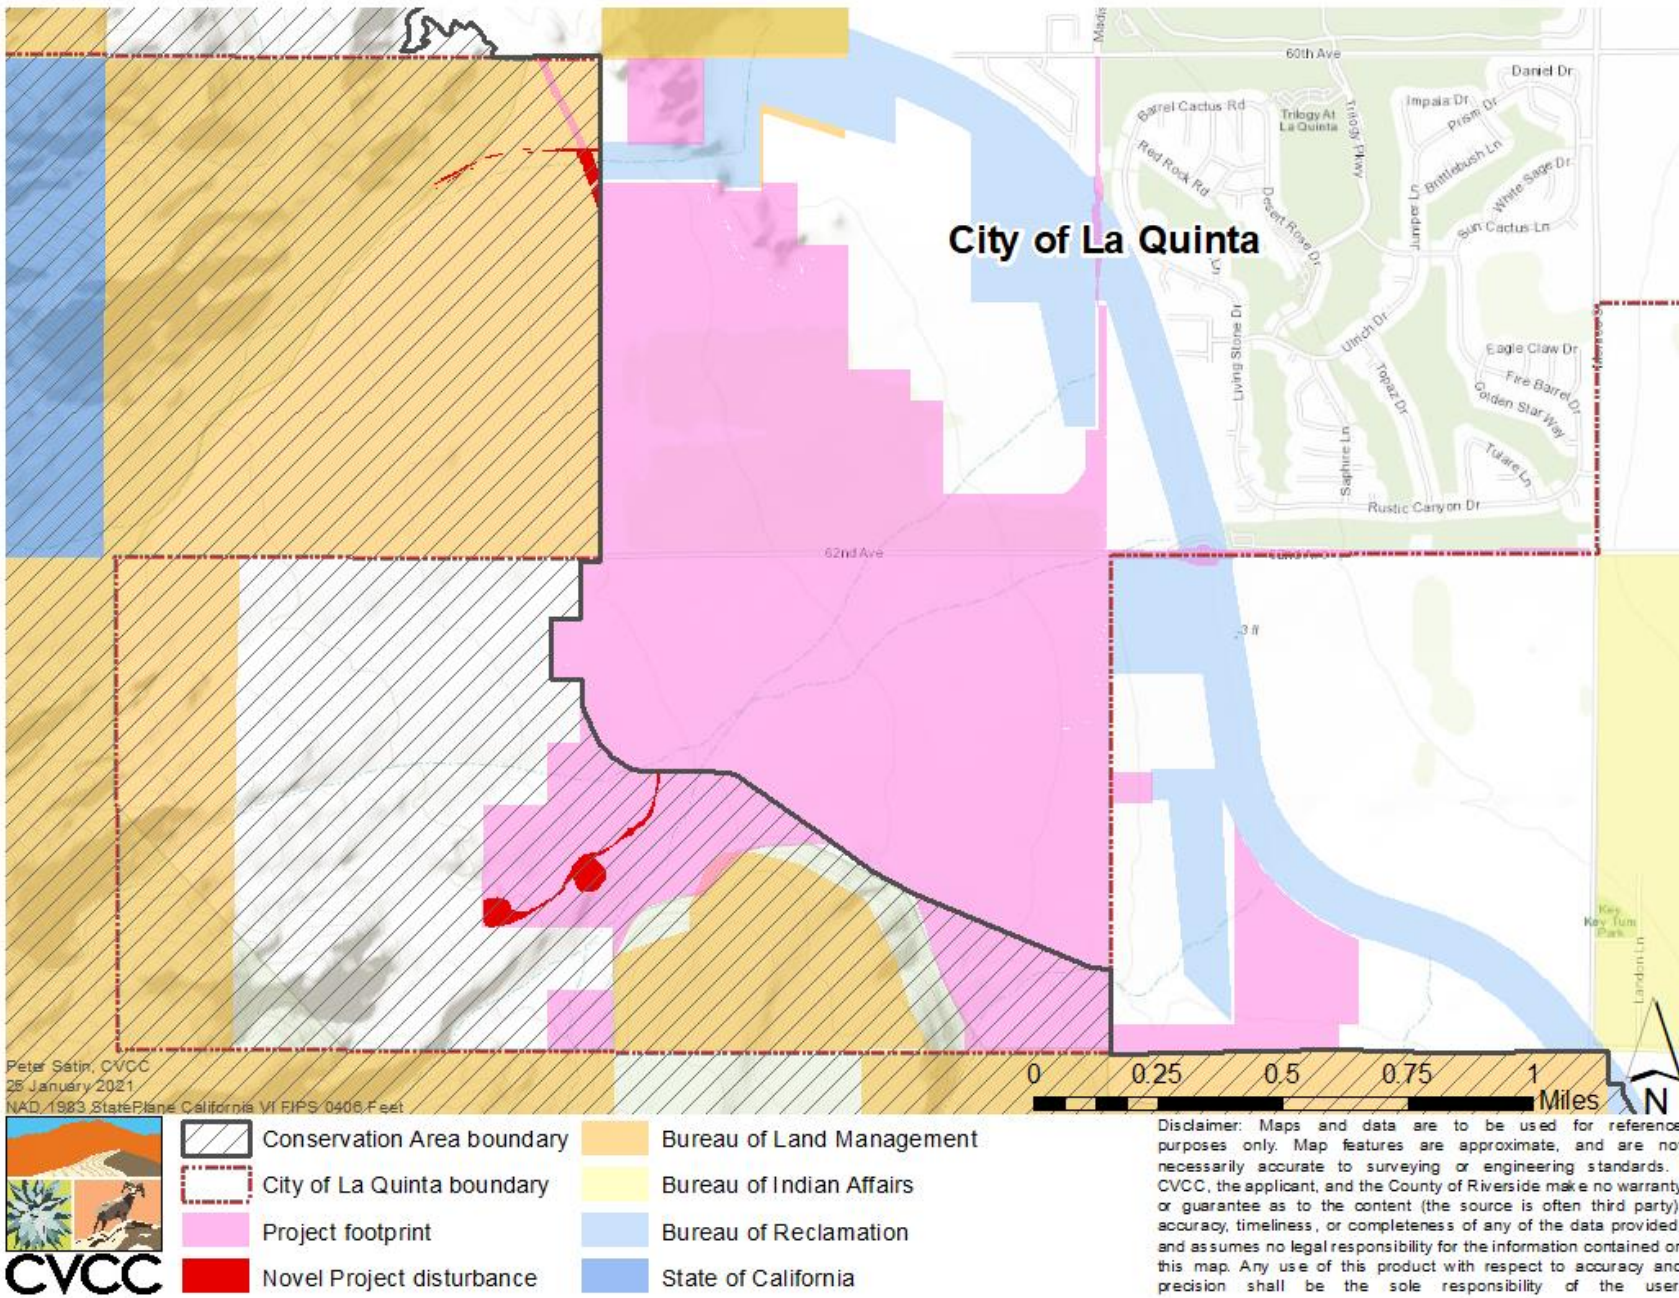 Madis
60th Ave
Daniel Dr
Barrel Cactus Rd
Trilogy At
La Quinta
Trilogy Pkwy
Impala Dr
Prism Dr
Red Rock Rd
Brittlebush Ln
White Sage Dr
Desert Rose Dr
Juniper Ln
Sun Cactus Ln
City of La Quinta
Ln
Living Stone Dr
Ulrich Dr
Eagle Claw Dr
Topaz Dr
Fire Barrel Dr
Golden Star Way
Saphire Ln
Tulare Ln
Rustic Canyon Dr
62nd Ave
-3 ft
Key
Key Tum
Park
Landon Ln
Peter Satin, CVCC
25 January 2021
NAD 1983 StatePlane California VI FIPS 0406 Feet
0 0.25 0.5 0.75 1
Miles
N
CVCC
Conservation Area boundary
City of La Quinta boundary
Project footprint
Novel Project disturbance
Bureau of Land Management
Bureau of Indian Affairs
Bureau of Reclamation
State of California
Disclaimer: Maps and data are to be used for reference
purposes only. Map features are approximate, and are no
necessarily accurate to surveying or engineering standards.
CVCC, the applicant, and the County of Riverside make no warranty
or guarantee as to the content (the source is often third party)
accuracy, timeliness, or completeness of any of the data provided
and assumes no legal responsibility for the information contained on
this map. Any use of this product with respect to accuracy and
precision shall be the sole responsibility of the user